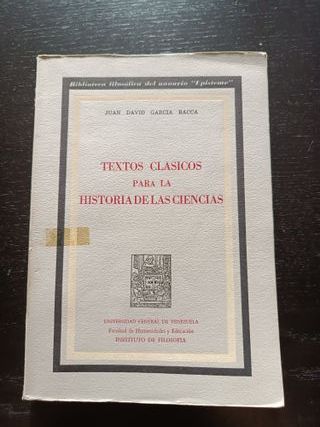 Biblioteca filosófica del anuario "Episteme"
JUAN DAVID GARCIA BACCA
TEXTOS CLASICOS
PARA LA
HISTORIA DE LAS CIENCIAS
UNIVERSIDAD CENTRAL DE VENEZUELA
Facultad de Humanidades y Educación
INSTITUTO DE FILOSOFIA